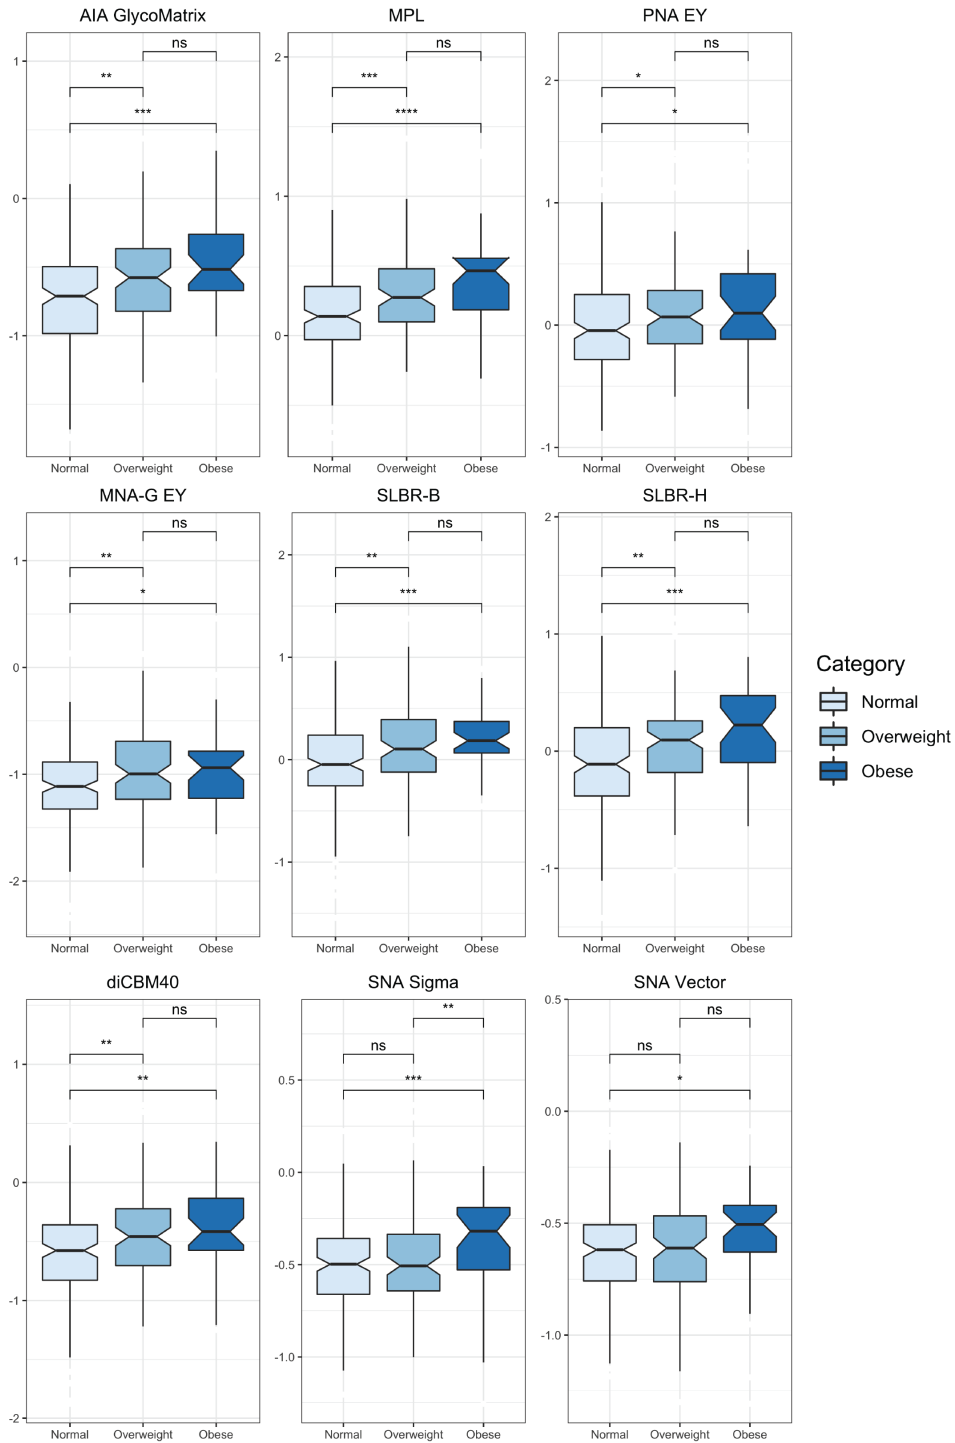 AIA GlycoMatrix
MPL
PNA EY
ns
**
***
1
0
-1
Normal
Overweight
Obese
ns
***
****
2
1
0
Normal
Overweight
Obese
ns
*
*
2
1
0
-1
Normal
Overweight
Obese
MNA-G EY
SLBR-B
SLBR-H
ns
**
*
1
0
-1
-2
Normal
Overweight
Obese
ns
**
***
2
1
0
-1
Normal
Overweight
Obese
ns
**
***
2
1
0
-1
Normal
Overweight
Obese
Category
Normal
Overweight
Obese
diCBM40
SNA Sigma
SNA Vector
ns
**
**
1
0
-1
-2
Normal
Overweight
Obese
**
ns
***
0.5
0.0
-0.5
-1.0
Normal
Overweight
Obese
ns
ns
*
0.5
0.0
-0.5
-1.0
Normal
Overweight
Obese